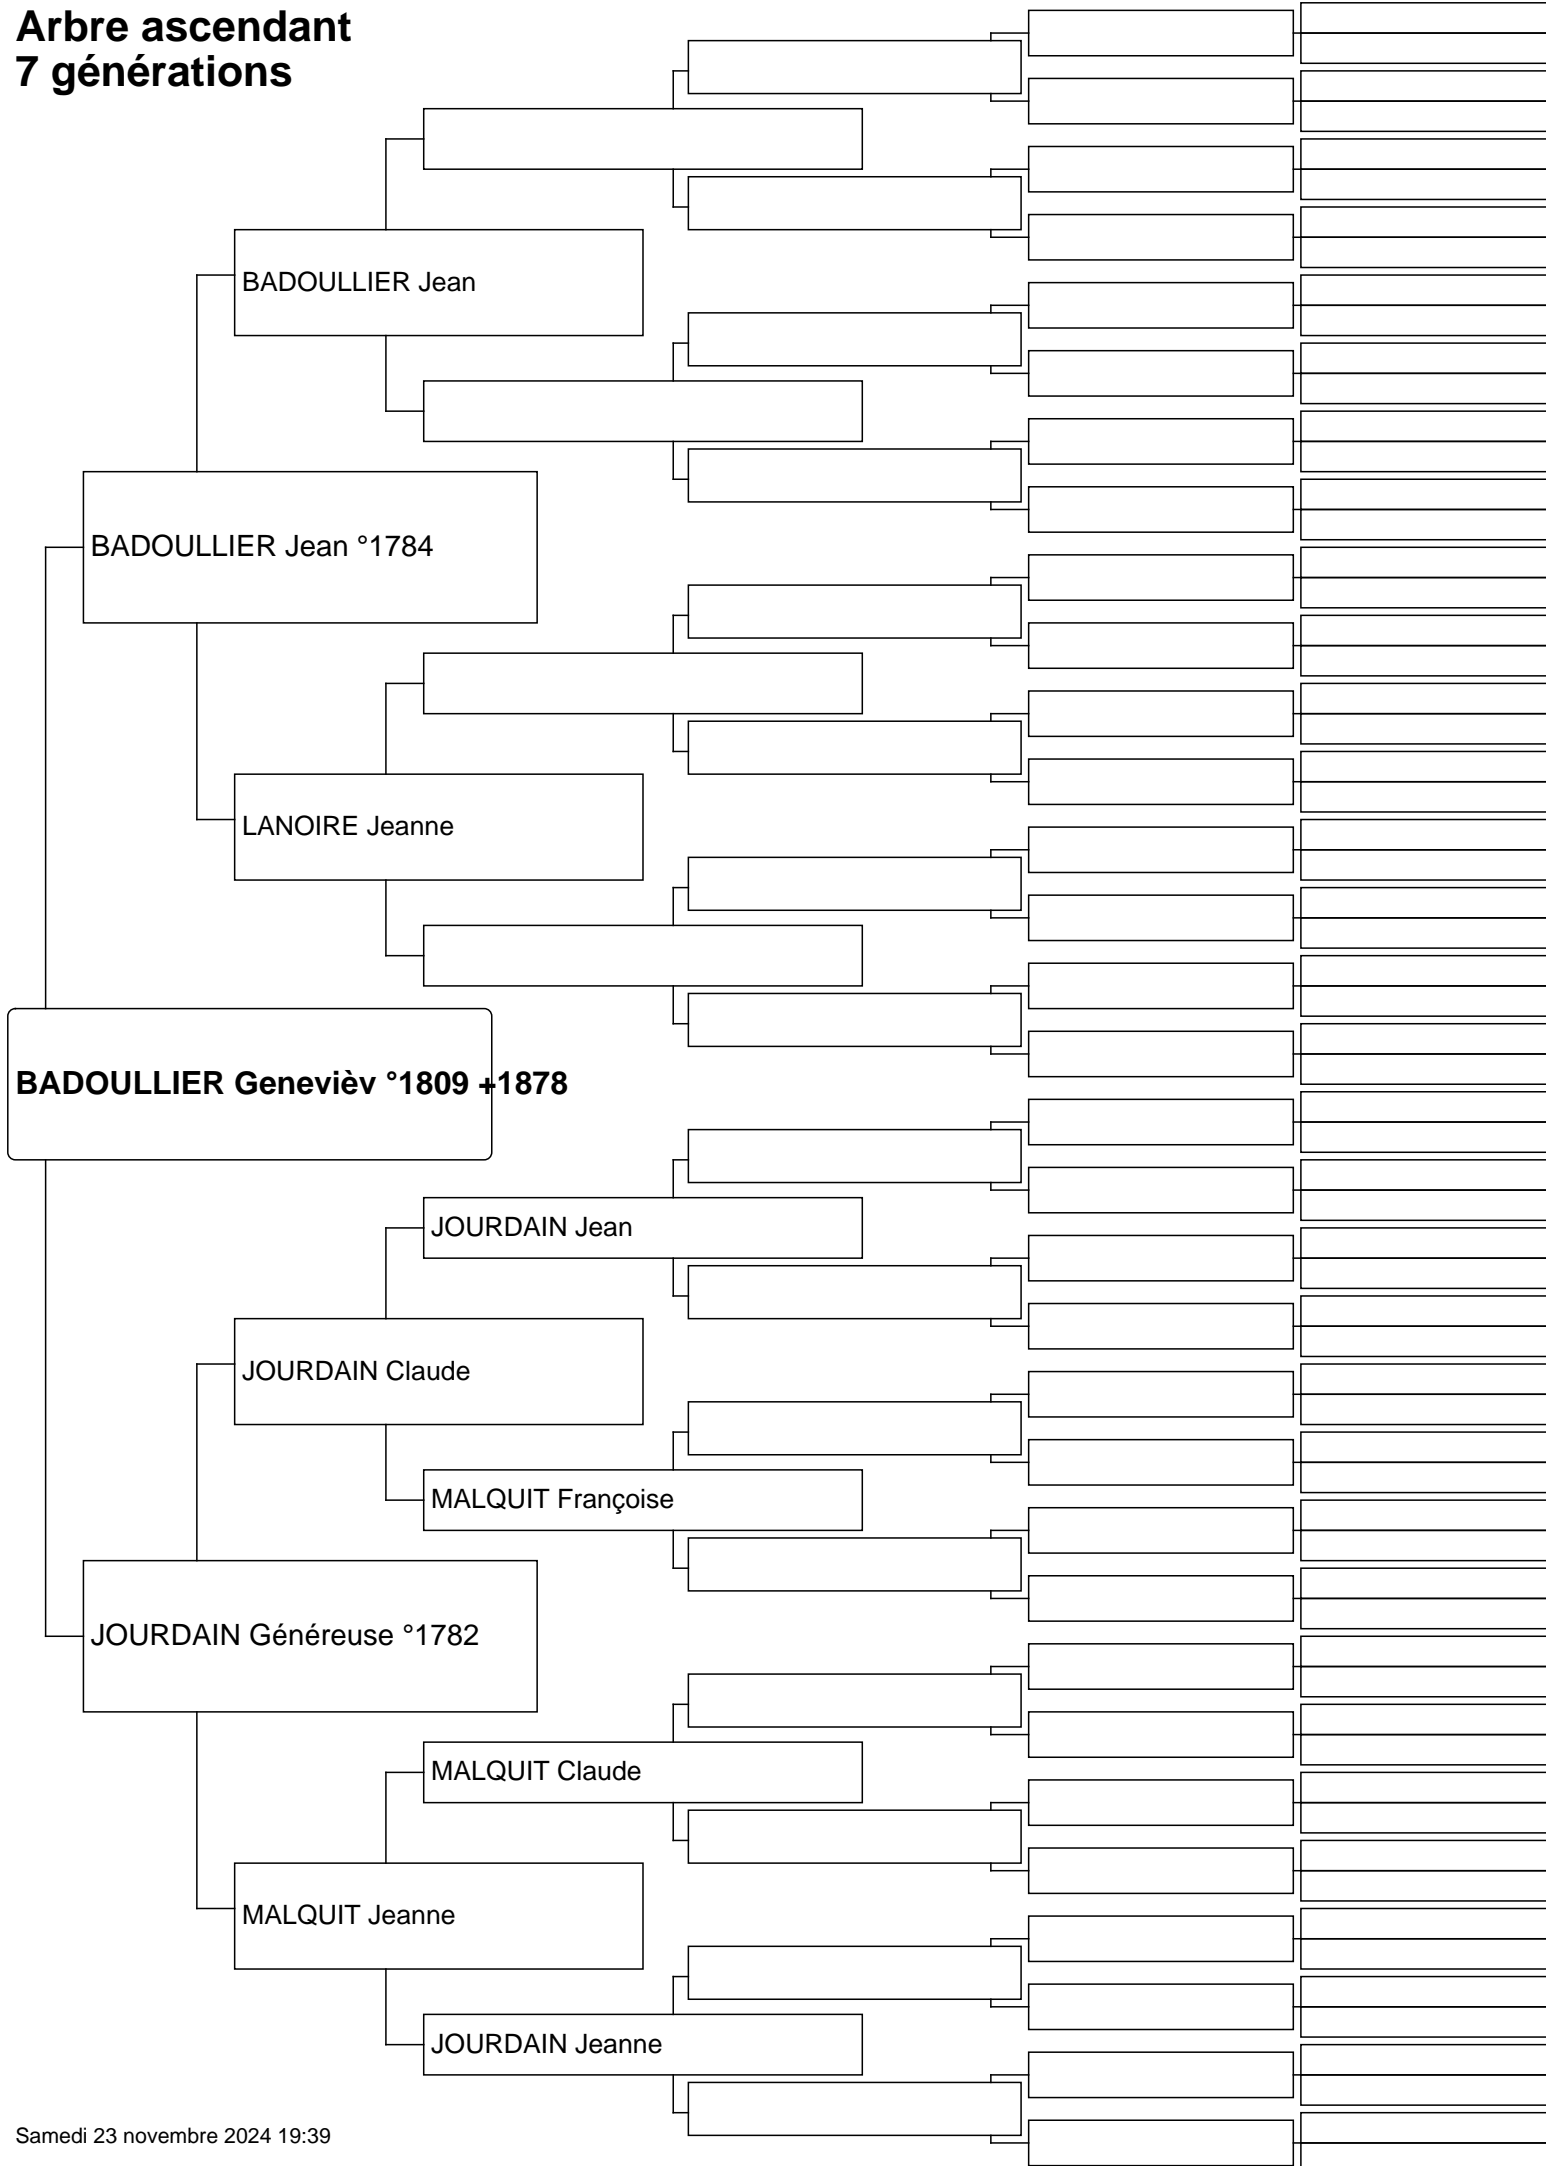 Arbre ascendant
7 générations
BADOULLIER Jean
BADOULLIER Jean °1784
LANOIRE Jeanne
BADOULLIER Genevièv °1809 +1878
JOURDAIN Jean
JOURDAIN Claude
MALQUIT Françoise
JOURDAIN Généreuse °1782
MALQUIT Claude
MALQUIT Jeanne
JOURDAIN Jeanne
Samedi 23 novembre 2024 19:39